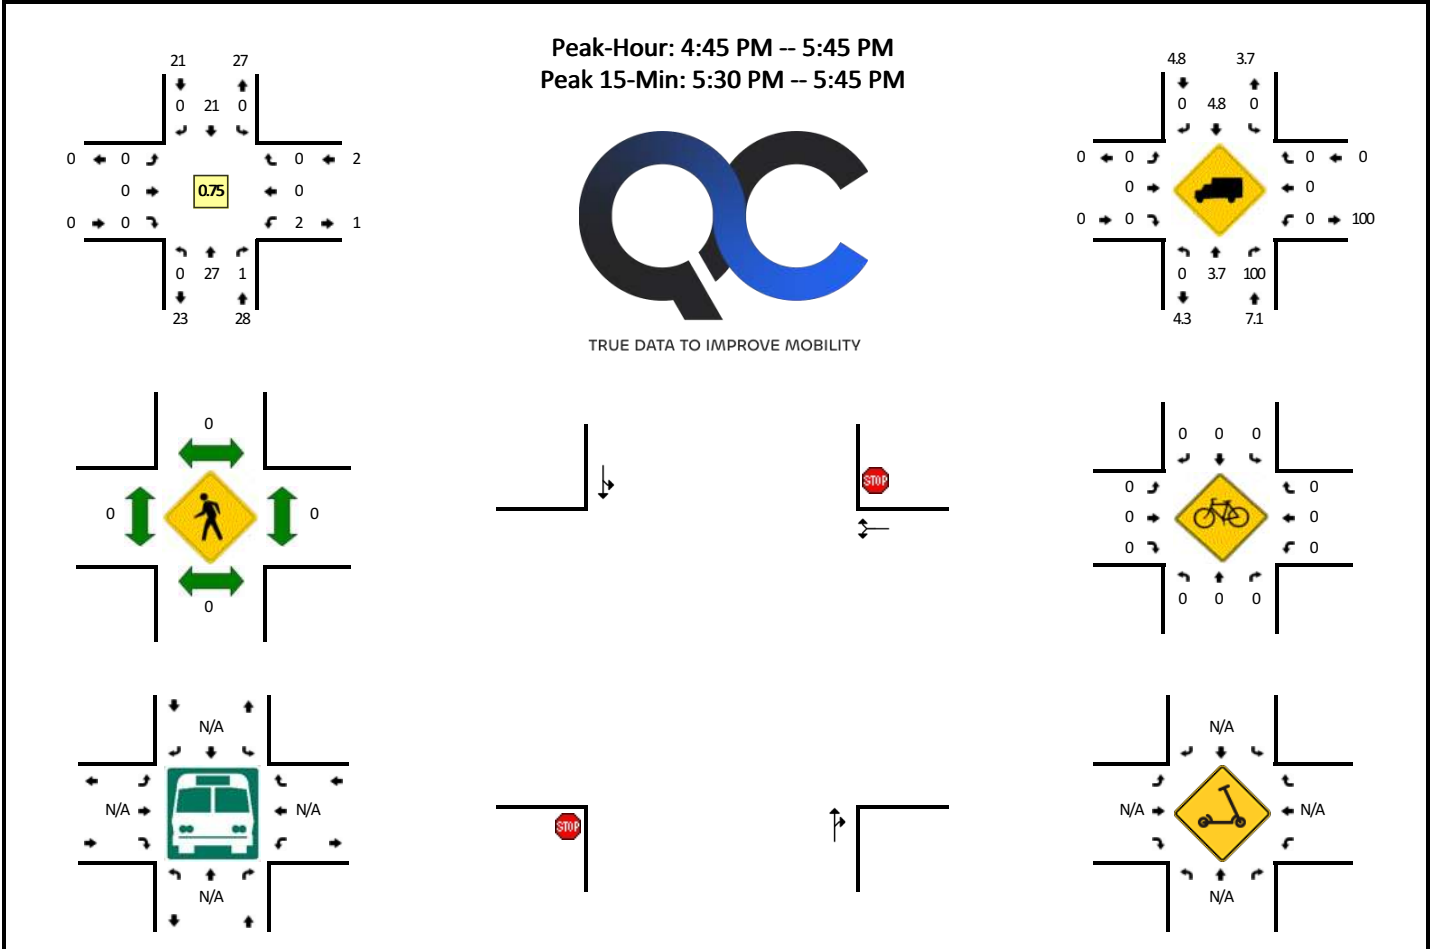 Peak-Hour: 4:45 PM -- 5:45 PM
Peak 15-Min: 5:30 PM -- 5:45 PM
21 27
0 21 0
0 0 0 2
0 0.75 0
0 0 2 1
0 27 1
23 28
TRUE DATA TO IMPROVE MOBILITY
4.8 3.7
0 4.8 0
0 0 0 0
0 0
0 0 0 100
0 3.7 100
4.3 7.1
0
0 0
0
STOP
STOP
0 0 0
0 0
0 0
0 0
0 0 0
N/A
N/A N/A
N/A
N/A
N/A N/A
N/A